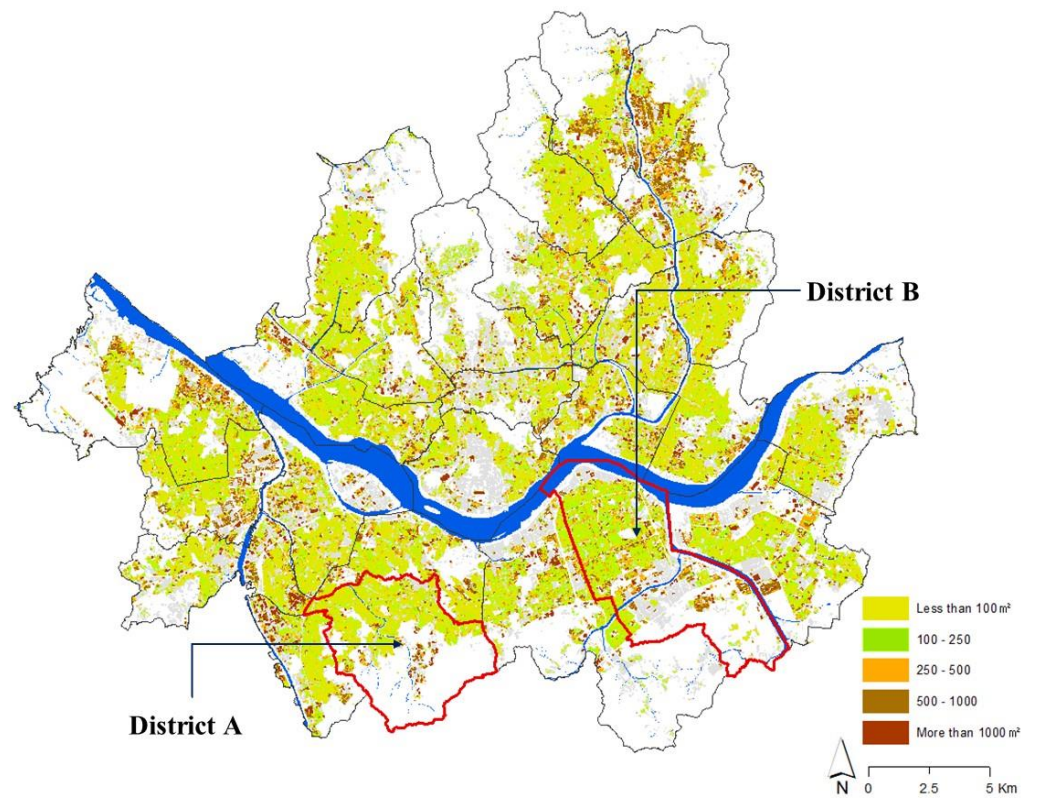 District B
District A
Less than 100㎡
100 - 250
250 - 500
500 - 1000
More than 1000㎡
N
0 2.5 5 Km